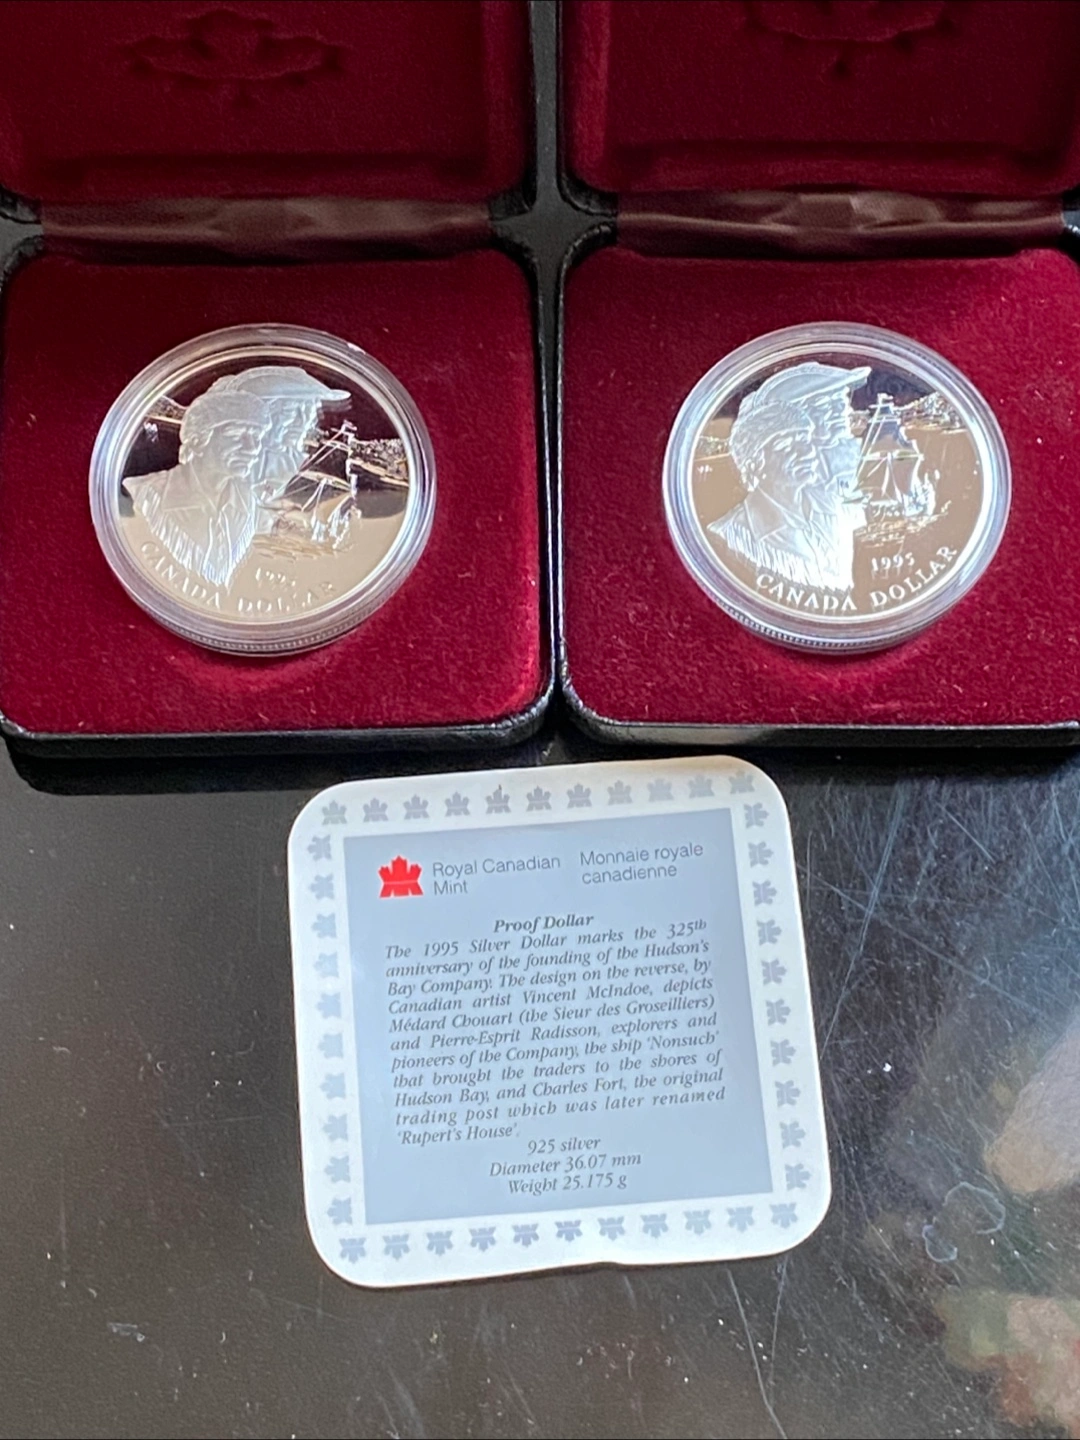 1995
CANADA DOLLAR
1995
CANADA DOLLAR
Royal Canadian Mint
Monnaie royale canadienne
Proof Dollar
The 1995 Silver Dollar marks the 325th
anniversary of the founding of the Hudson's
Bay Company. The design on the reverse, by
Canadian artist Vincent McIndoe, depicts
Médard Chouart (the Sieur des Groseilliers)
and Pierre-Esprit Radisson, explorers and
pioneers of the Company, the ship 'Nonsuch'
that brought the traders to the shores of
Hudson Bay, and Charles Fort, the original
trading post which was later renamed
'Rupert's House'.
925 silver
Diameter 36.07 mm
Weight 25.175 g